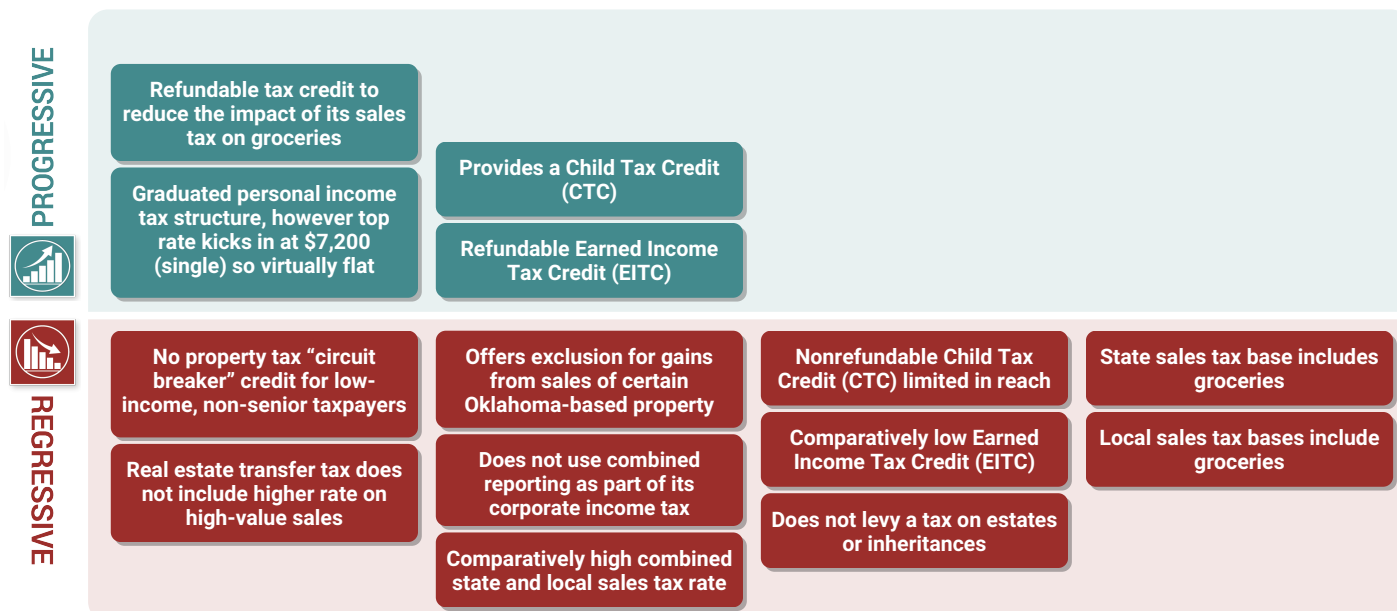 PROGRESSIVE
Refundable tax credit to
reduce the impact of its sales
tax on groceries
Graduated personal income
tax structure, however top
rate kicks in at $7,200
(single) so virtually flat
Provides a Child Tax Credit
(CTC)
Refundable Earned Income
Tax Credit (EITC)
REGRESSIVE
No property tax “circuit
breaker” credit for low-
income, non-senior taxpayers
Real estate transfer tax does
not include higher rate on
high-value sales
Offers exclusion for gains
from sales of certain
Oklahoma-based property
Does not use combined
reporting as part of its
corporate income tax
Comparatively high combined
state and local sales tax rate
Nonrefundable Child Tax
Credit (CTC) limited in reach
Comparatively low Earned
Income Tax Credit (EITC)
Does not levy a tax on estates
or inheritances
State sales tax base includes
groceries
Local sales tax bases include
groceries